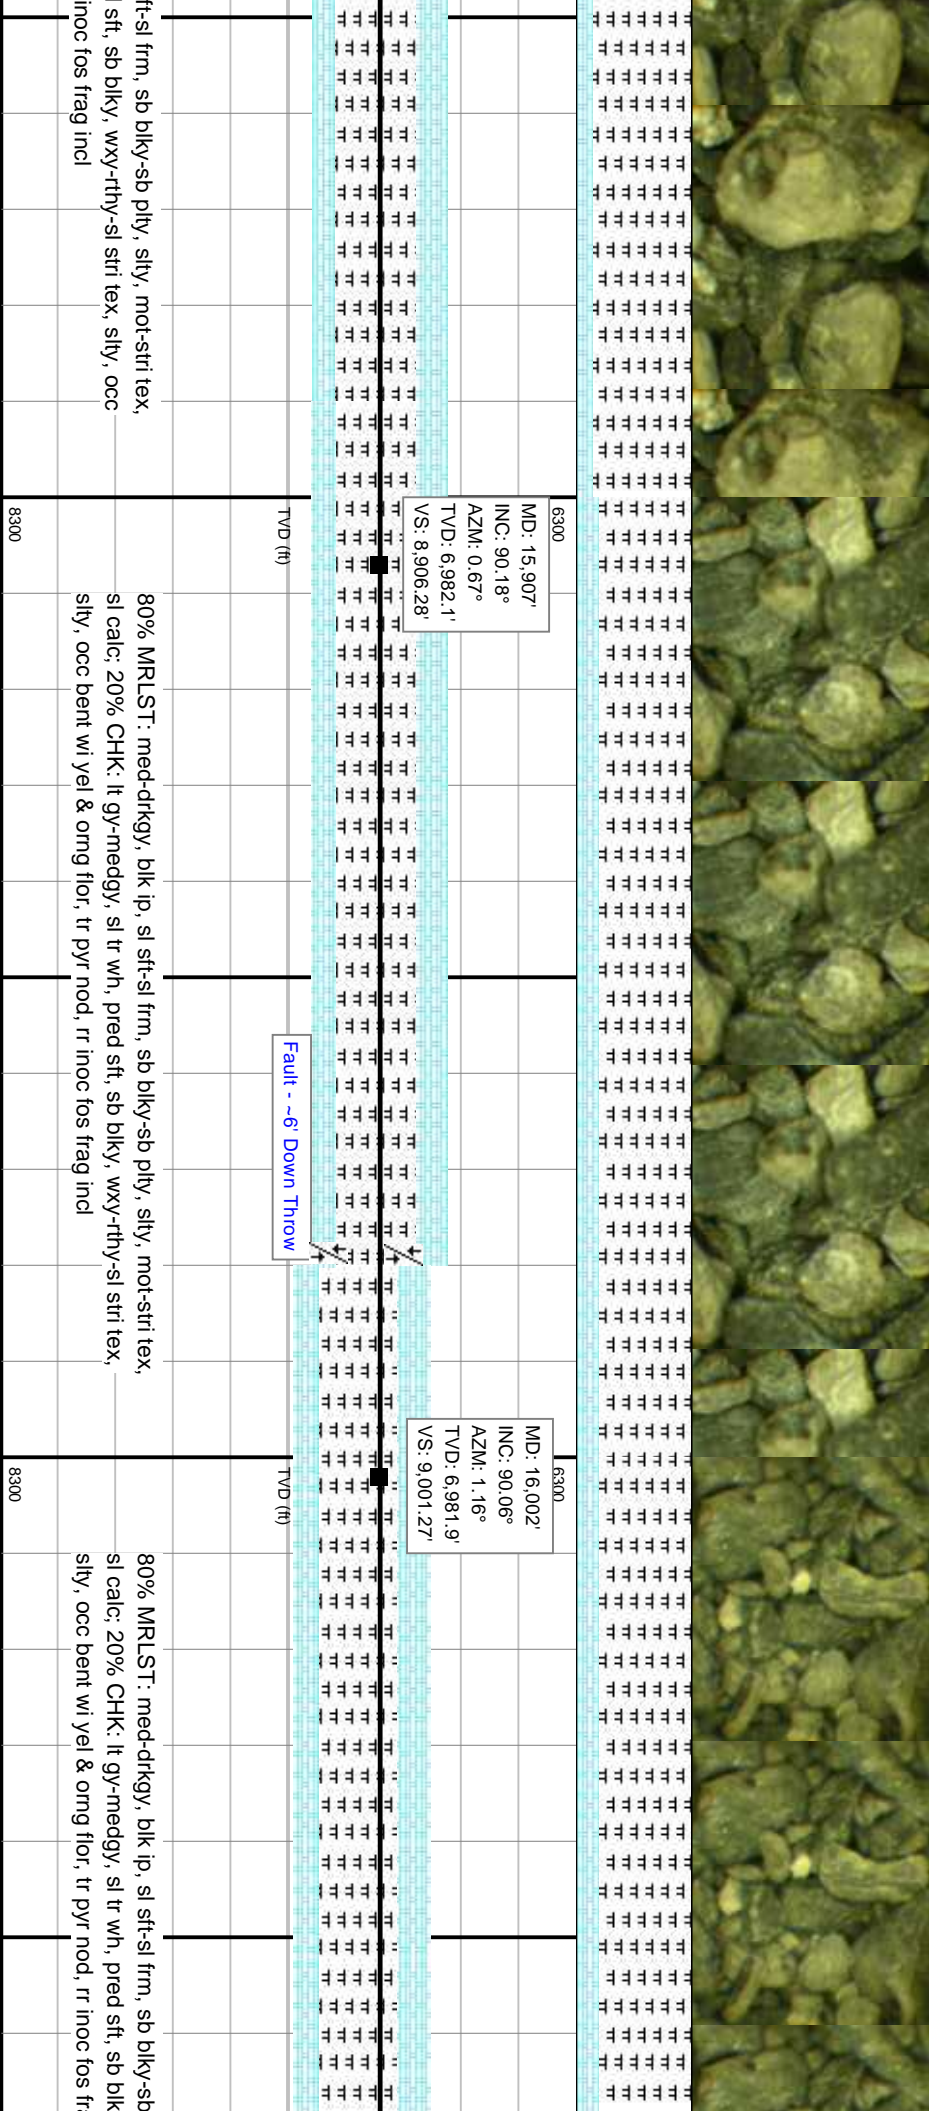 ft-sl frm, sb blky-sb plty, slty, mot-stri tex,
sft, sb blky, wxy-rthy-sl stri tex, slty, occ
inoc fos frag incl
6300
MD: 15,907'
INC: 90.18°
AZM: 0.67°
TVD: 6,982.1'
VS: 8,906.28'
TVD (ft)
8300
80% MRLST: med-drkgy, blk ip, sl sft-sl frm, sb blky-sb plty, slty, mot-stri tex,
sl calc; 20% CHK: lt gy-medgy, sl tr wh, pred sft, sb blky, wxy-rthy-sl stri tex,
slty, occ bent wi yel & orng flor, tr pyr nod, rr inoc fos frag incl
Fault - ~6' Down Throw
6300
MD: 16,002'
INC: 90.06°
AZM: 1.16°
TVD: 6,981.9'
VS: 9,001.27'
TVD (ft)
8300
80% MRLST: med-drkgy, blk ip, sl sft-sl frm, sb blky-sb
sl calc; 20% CHK: lt gy-medgy, sl tr wh, pred sft, sb blk
slty, occ bent wi yel & orng flor, tr pyr nod, rr inoc fos fra